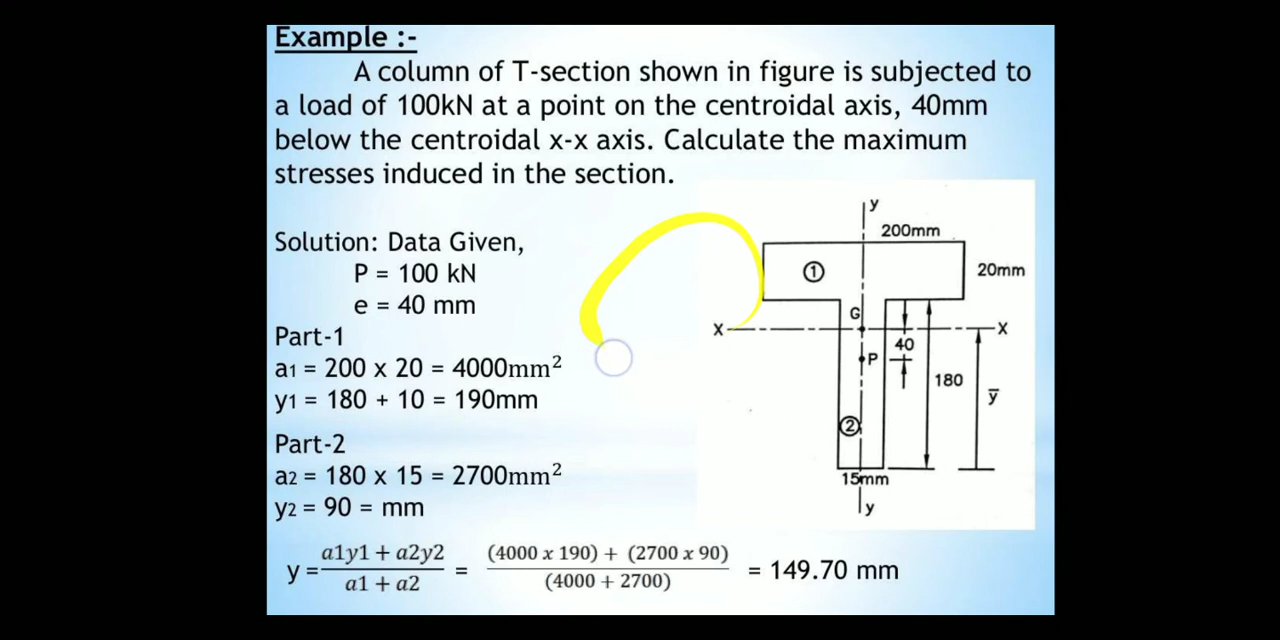 Example :-
A column of T-section shown in figure is subjected to
a load of 100kN at a point on the centroidal axis, 40mm
below the centroidal x-x axis. Calculate the maximum
stresses induced in the section.
Solution: Data Given,
P = 100 kN
e = 40 mm
Part-1
a1 = 200 x 20 = 4000mm²
y1 = 180 + 10 = 190mm
Part-2
a2 = 180 x 15 = 2700mm²
y2 = 90 = mm
y = (a1y1 + a2y2)/(a1 + a2) = ((4000 x 190) + (2700 x 90))/(4000 + 2700) = 149.70 mm
y
200mm
① 20mm
G
X X
40
P
180
ȳ
②
15mm
y